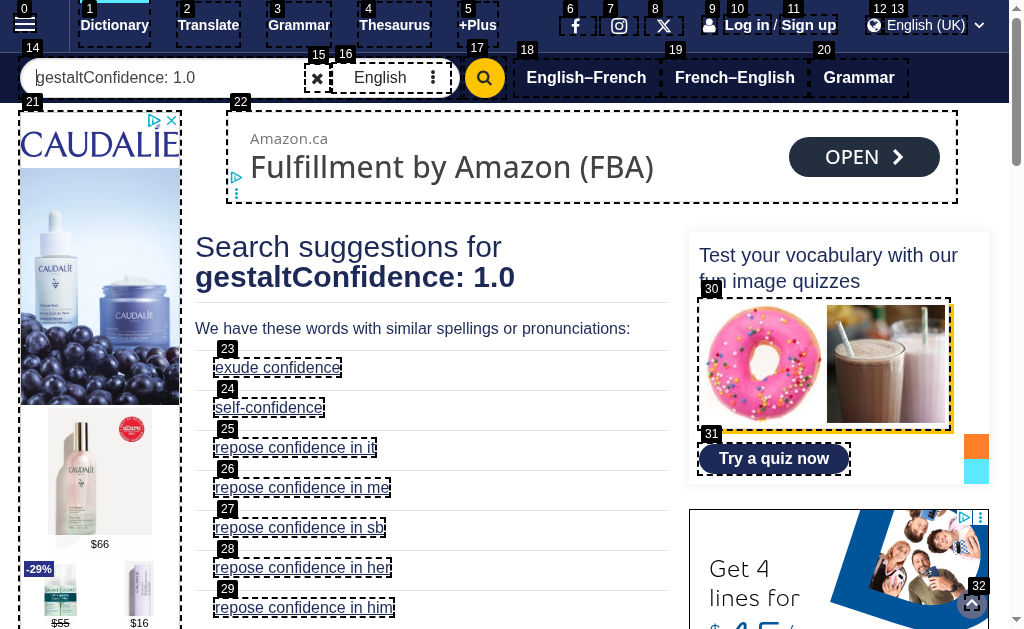 0 1 2 3 4 5 6 7 8 9 10 11 12 13
Dictionary Translate Grammar Thesaurus +Plus Log in / Sign up English (UK)
14 15 16 17 18 19 20
gestaltConfidence: 1.0 English English–French French–English Grammar
21 22
CAUDALIE
Amazon.ca
Fulfillment by Amazon (FBA)
OPEN
Search suggestions for
gestaltConfidence: 1.0
We have these words with similar spellings or pronunciations:
23
exude confidence
24
self-confidence
25
repose confidence in it
26
repose confidence in me
27
repose confidence in sb
28
repose confidence in her
29
repose confidence in him
CAUDALIE
CAUDALIE
allure
CAUDALIE
$66
-29%
$55
$16
Test your vocabulary with our
fun image quizzes
30
31
Try a quiz now
Get 4
lines for
32